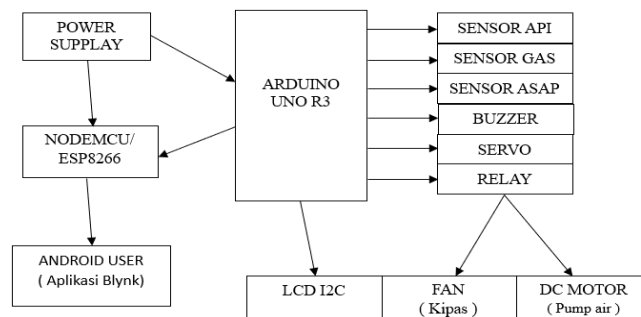 POWER
SUPPLAY
NODEMCU/
ESP8266
ANDROID USER
( Aplikasi Blynk)
ARDUINO
UNO R3
SENSOR API
SENSOR GAS
SENSOR ASAP
BUZZER
SERVO
RELAY
LCD I2C
FAN
( Kipas )
DC MOTOR
( Pump air )